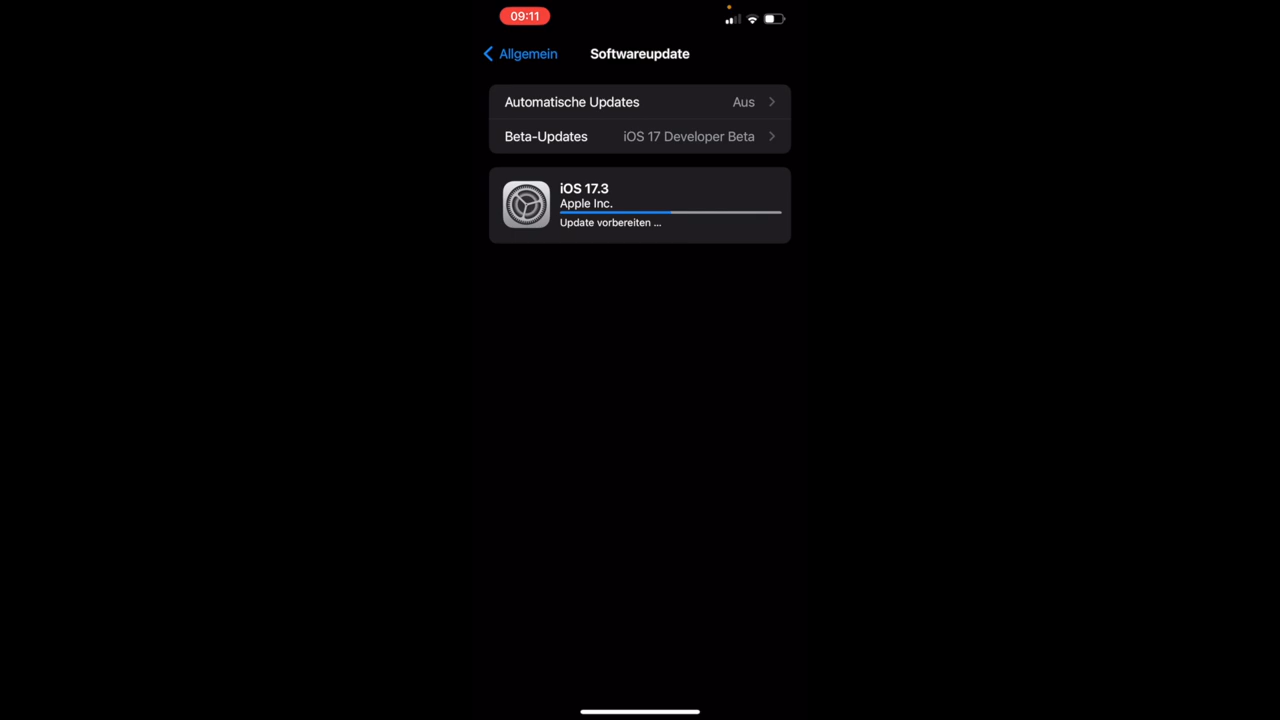 09:11
Allgemein Softwareupdate
Automatische Updates Aus
Beta-Updates iOS 17 Developer Beta
iOS 17.3
Apple Inc.
Update vorbereiten ...